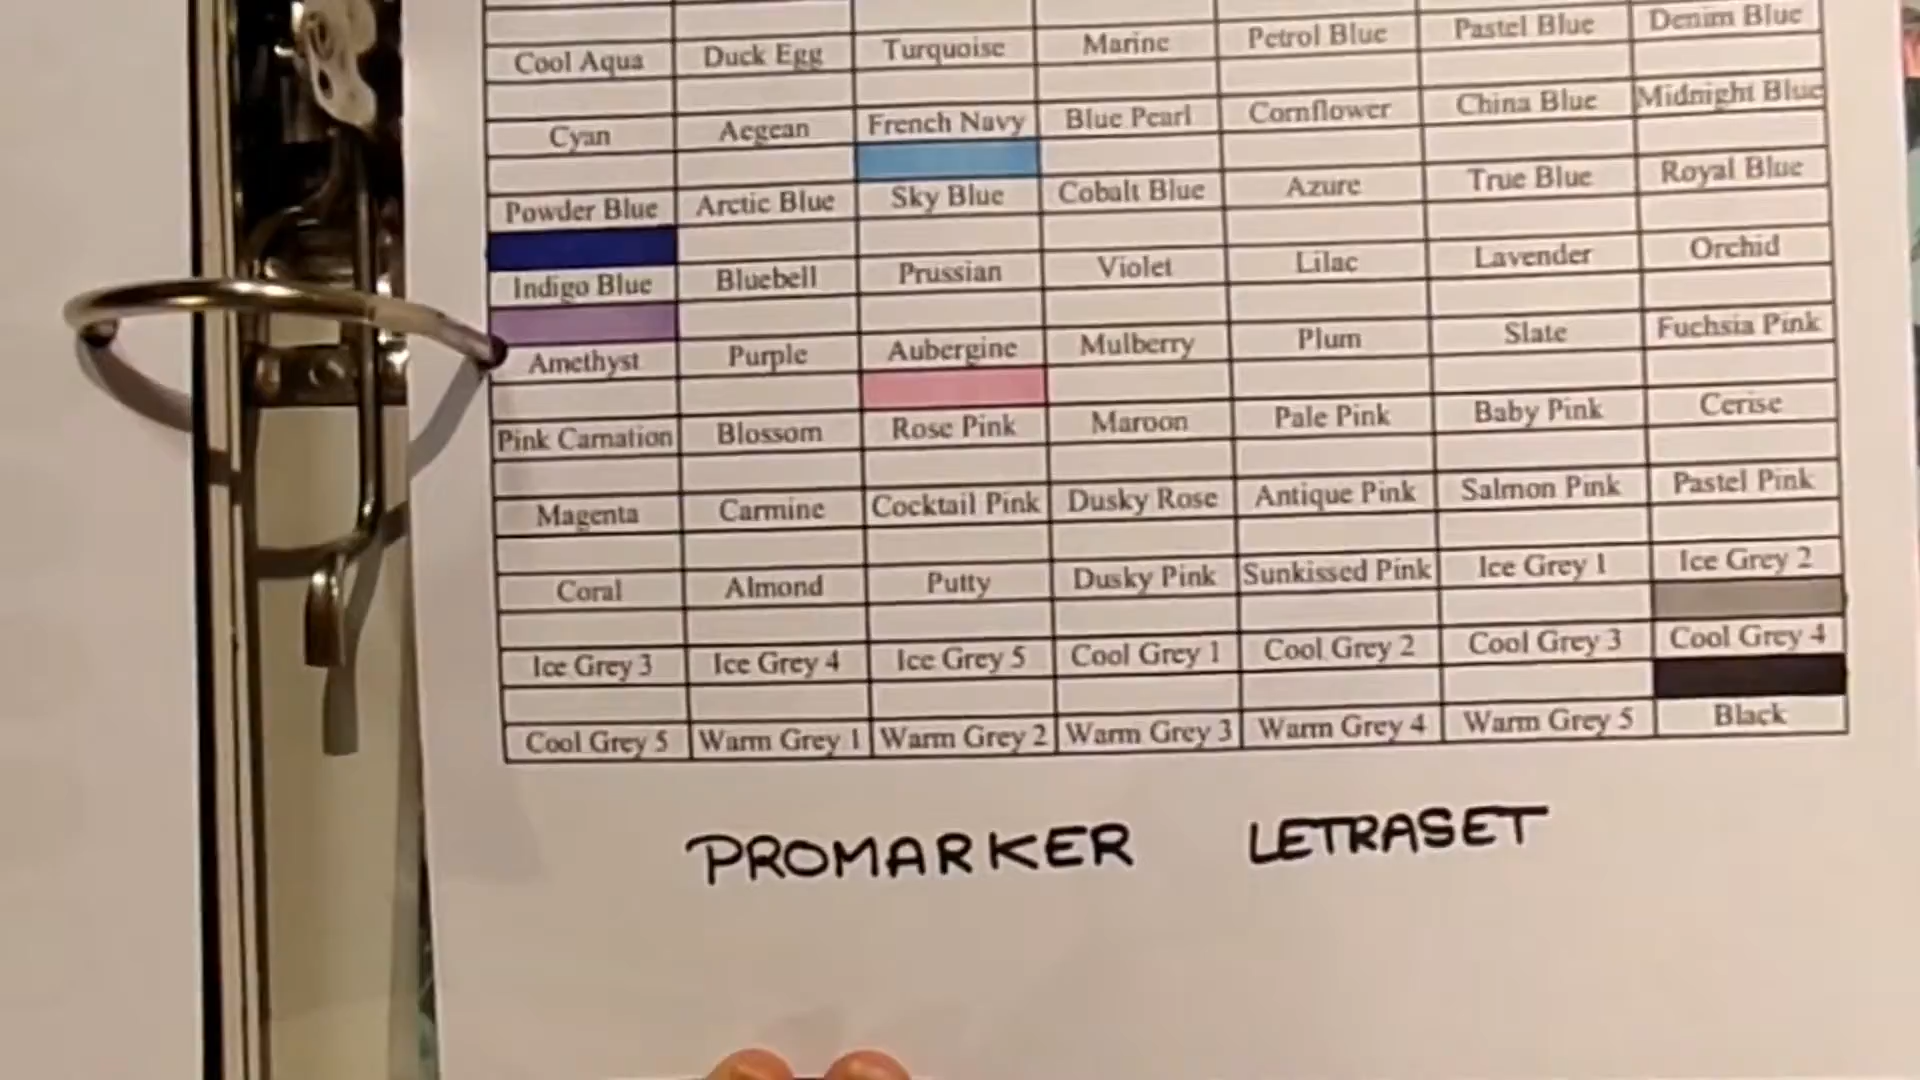 Cool Aqua Duck Egg Turquoise Marine Petrol Blue Pastel Blue Denim Blue
Cyan Aegean French Navy Blue Pearl Cornflower China Blue Midnight Blue
Powder Blue Arctic Blue Sky Blue Cobalt Blue Azure True Blue Royal Blue
Indigo Blue Bluebell Prussian Violet Lilac Lavender Orchid
Amethyst Purple Aubergine Mulberry Plum Slate Fuchsia Pink
Pink Carnation Blossom Rose Pink Maroon Pale Pink Baby Pink Cerise
Magenta Carmine Cocktail Pink Dusky Rose Antique Pink Salmon Pink Pastel Pink
Coral Almond Putty Dusky Pink Sunkissed Pink Ice Grey 1 Ice Grey 2
Ice Grey 3 Ice Grey 4 Ice Grey 5 Cool Grey 1 Cool Grey 2 Cool Grey 3 Cool Grey 4
Cool Grey 5 Warm Grey 1 Warm Grey 2 Warm Grey 3 Warm Grey 4 Warm Grey 5 Black
PROMARKER LETRASET